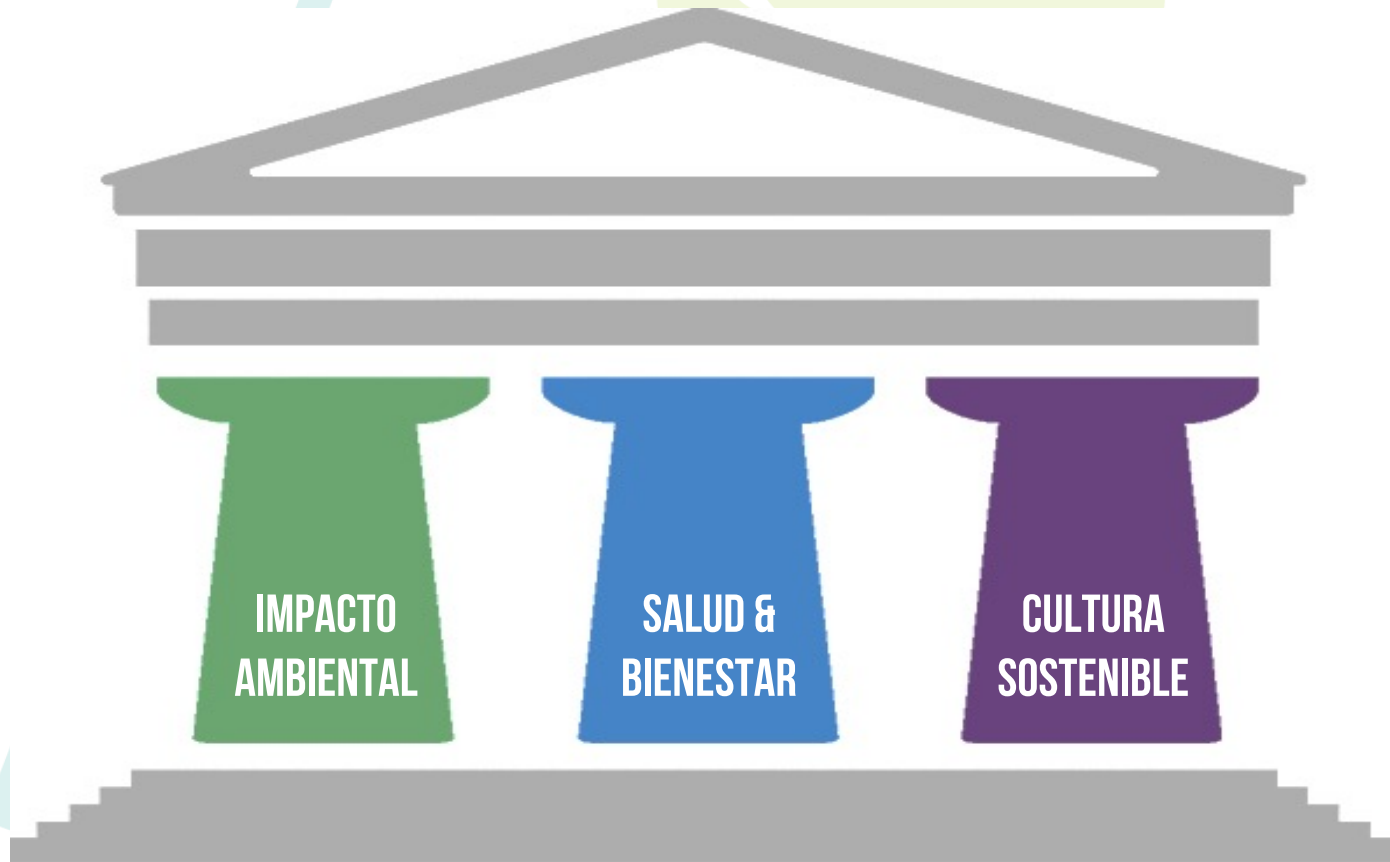 IMPACTO
AMBIENTAL
SALUD &
BIENESTAR
CULTURA
SOSTENIBLE